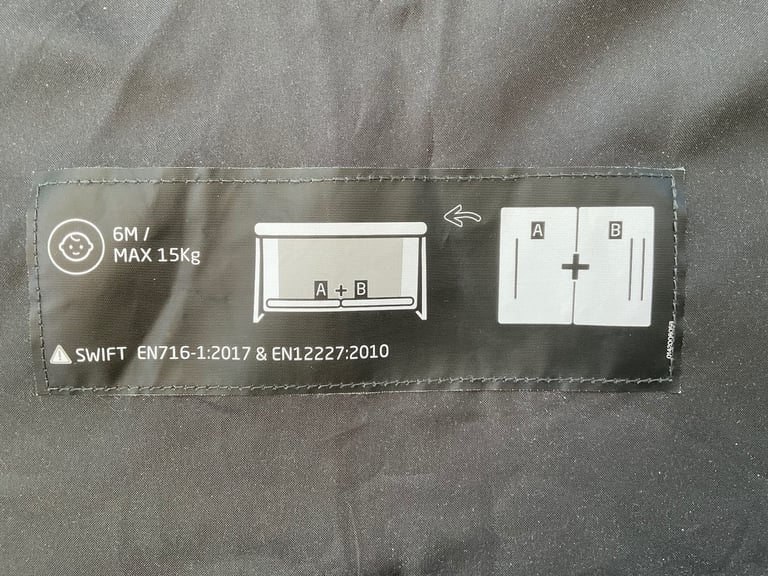 6M /
MAX 15Kg
A + B
A
B
+
SWIFT EN716-1:2017 & EN12227:2010